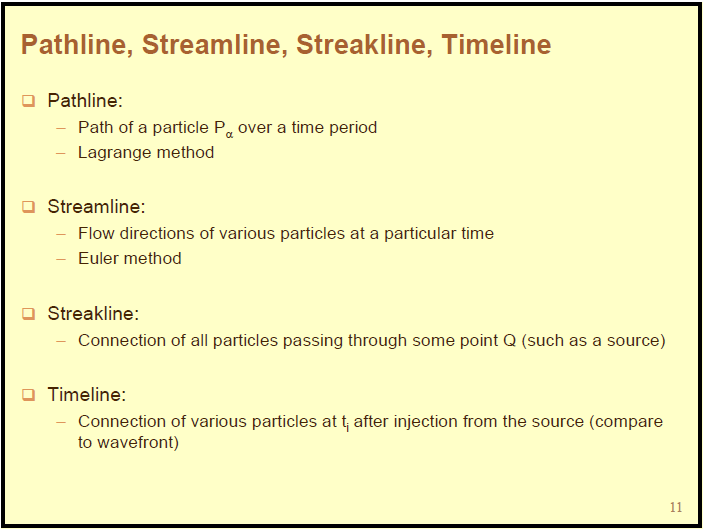 Pathline, Streamline, Streakline, Timeline
Pathline:
– Path of a particle Pα over a time period
– Lagrange method
Streamline:
– Flow directions of various particles at a particular time
– Euler method
Streakline:
– Connection of all particles passing through some point Q (such as a source)
Timeline:
– Connection of various particles at ti after injection from the source (compare
to wavefront)
11